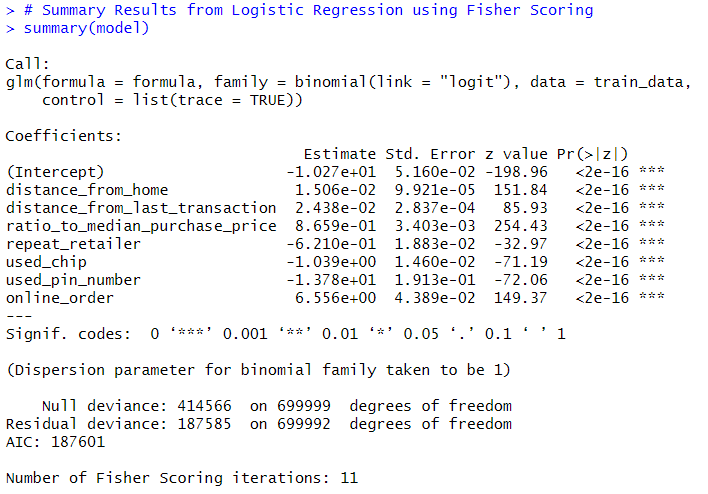 > # Summary Results from Logistic Regression using Fisher Scoring
> summary(model)
Call:
glm(formula = formula, family = binomial(link = "logit"), data = train_data,
    control = list(trace = TRUE))
Coefficients:
                                 Estimate Std. Error z value Pr(>|z|)
(Intercept)                    -1.027e+01  5.160e-02 -198.96   <2e-16 ***
distance_from_home              1.506e-02  9.921e-05  151.84   <2e-16 ***
distance_from_last_transaction  2.438e-02  2.837e-04   85.93   <2e-16 ***
ratio_to_median_purchase_price  8.659e-01  3.403e-03  254.43   <2e-16 ***
repeat_retailer                -6.210e-01  1.883e-02  -32.97   <2e-16 ***
used_chip                      -1.039e+00  1.460e-02  -71.19   <2e-16 ***
used_pin_number                -1.378e+01  1.913e-01  -72.06   <2e-16 ***
online_order                    6.556e+00  4.389e-02  149.37   <2e-16 ***
---
Signif. codes:  0 ‘***’ 0.001 ‘**’ 0.01 ‘*’ 0.05 ‘.’ 0.1 ‘ ’ 1
(Dispersion parameter for binomial family taken to be 1)
    Null deviance: 414566  on 699999  degrees of freedom
Residual deviance: 187585  on 699992  degrees of freedom
AIC: 187601
Number of Fisher Scoring iterations: 11